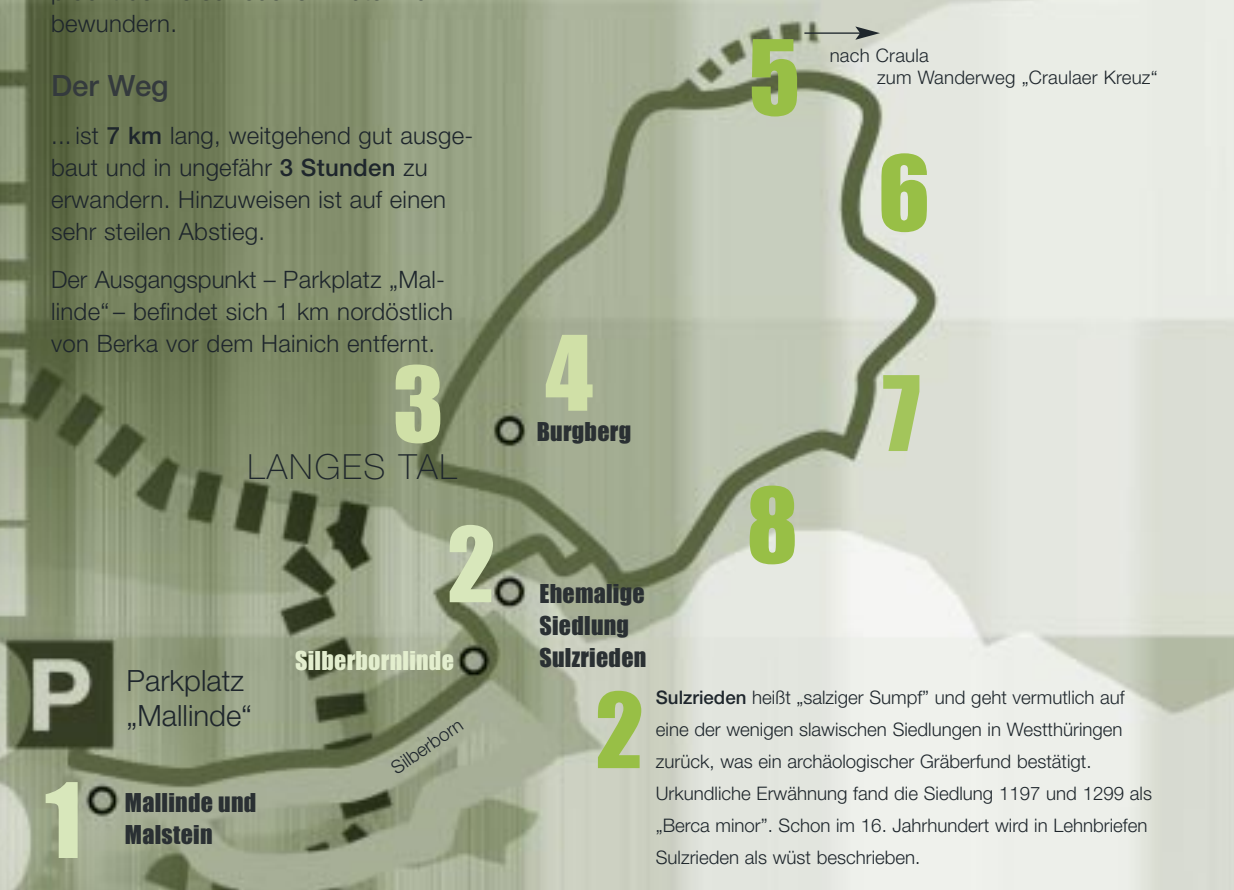 bewundern.
Der Weg
... ist 7 km lang, weitgehend gut ausge-
baut und in ungefähr 3 Stunden zu
erwandern. Hinzuweisen ist auf einen
sehr steilen Abstieg.
Der Ausgangspunkt – Parkplatz „Mal-
linde“ – befindet sich 1 km nordöstlich
von Berka vor dem Hainich entfernt.
5
nach Craula
zum Wanderweg „Craulaer Kreuz“
6
3
4
Burgberg
7
LANGES TAL
8
2
Ehemalige
Siedlung
Sulzrieden
Silberbornlinde
P
Parkplatz
„Mallinde“
Silberborn
1
Mallinde und
Malstein
2
Sulzrieden heißt „salziger Sumpf” und geht vermutlich auf
eine der wenigen slawischen Siedlungen in Westthüringen
zurück, was ein archäologischer Gräberfund bestätigt.
Urkundliche Erwähnung fand die Siedlung 1197 und 1299 als
„Berca minor”. Schon im 16. Jahrhundert wird in Lehnbriefen
Sulzrieden als wüst beschrieben.